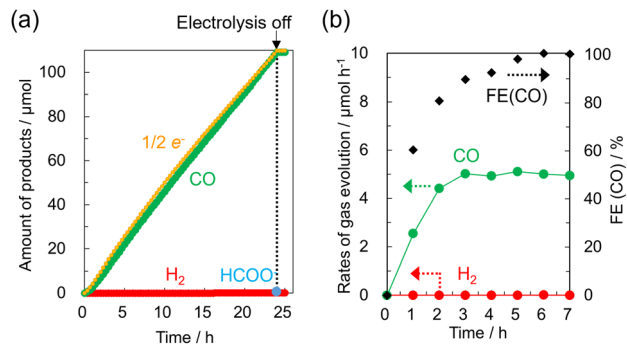 (a)
Electrolysis off
Amount of products / μmol
100
80
60
40
20
0
1/2 e⁻
CO
H₂
HCOO⁻
0 5 10 15 20 25
Time / h
(b)
Rates of gas evolution / μmol h⁻¹
10
8
6
4
2
0
FE(CO)
CO
H₂
100
80
60
40
20
0
FE (CO) / %
0 1 2 3 4 5 6 7
Time / h